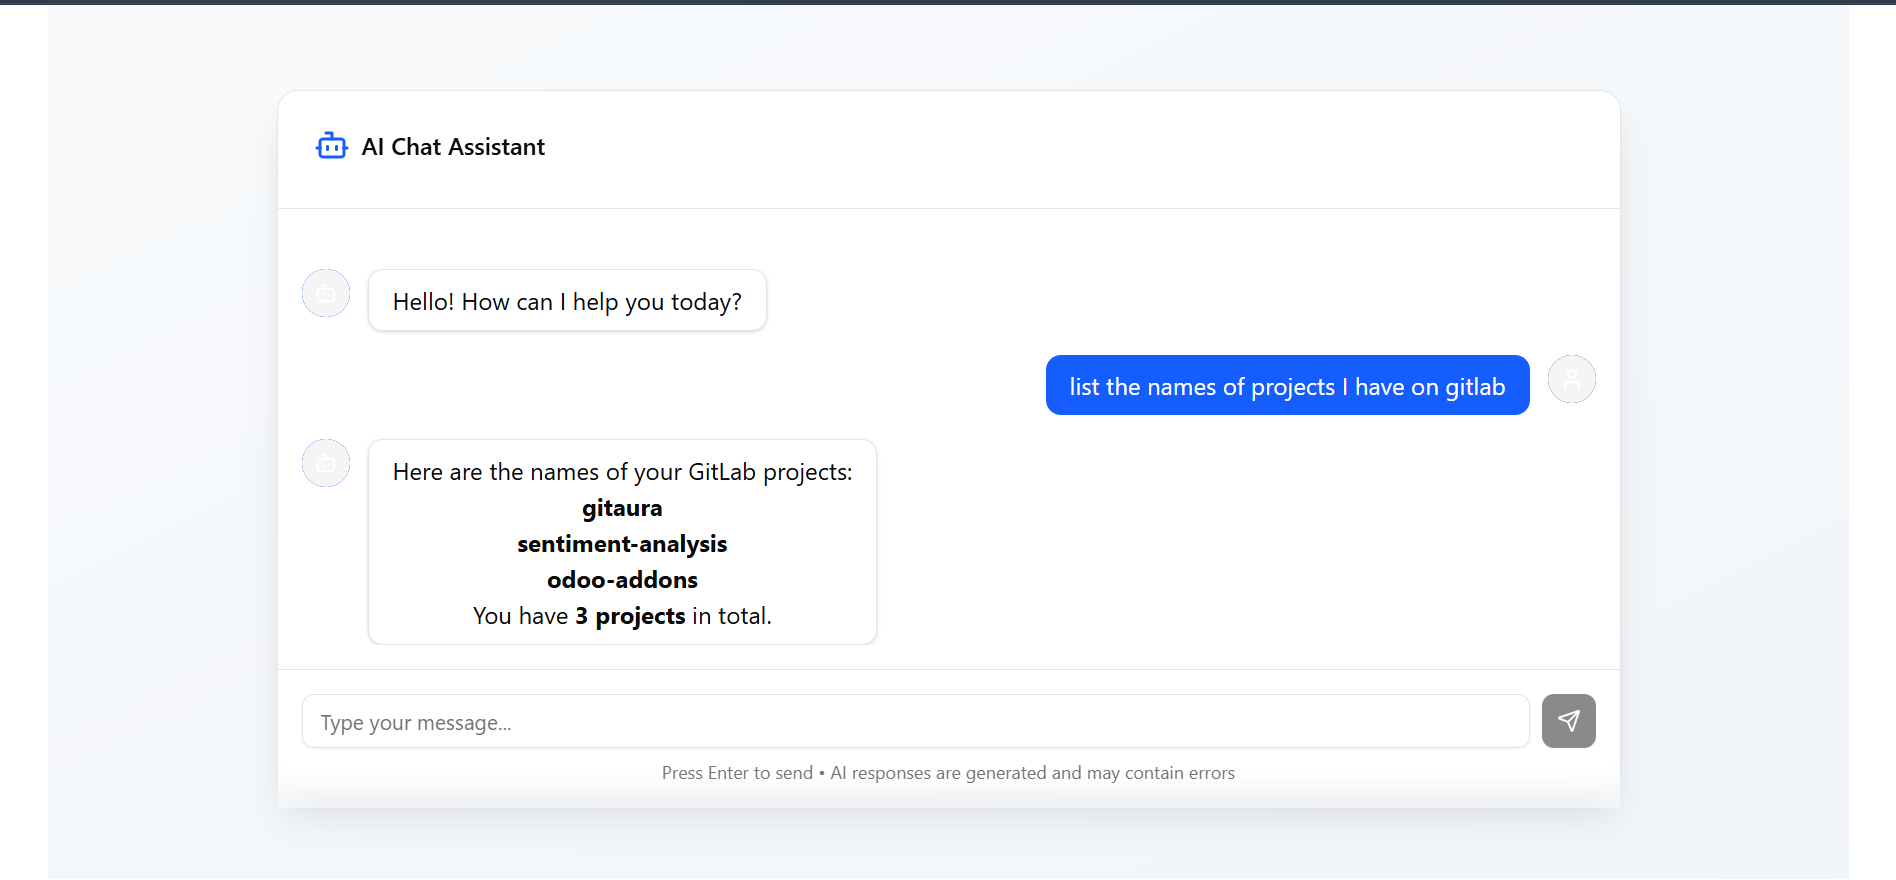 AI Chat Assistant
Hello! How can I help you today?
list the names of projects I have on gitlab
Here are the names of your GitLab projects:
gitaura
sentiment-analysis
odoo-addons
You have 3 projects in total.
Type your message...
Press Enter to send • AI responses are generated and may contain errors